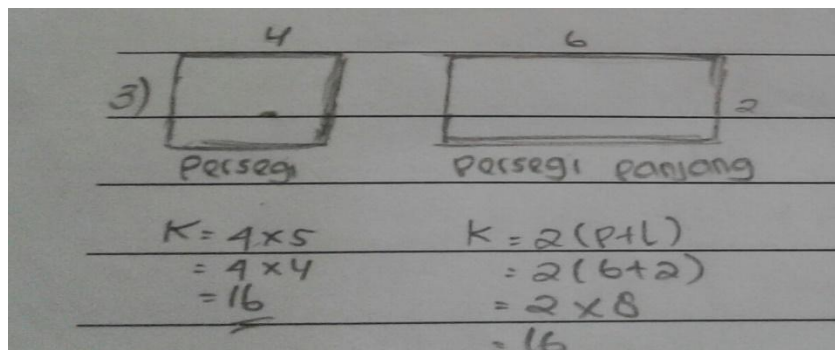 4 6
3) 2
Persegi Persegi panjang
K = 4 × 5 K = 2 (P+L)
= 4 × 4 = 2 (6+2)
= 16 = 2 × 8
= 16